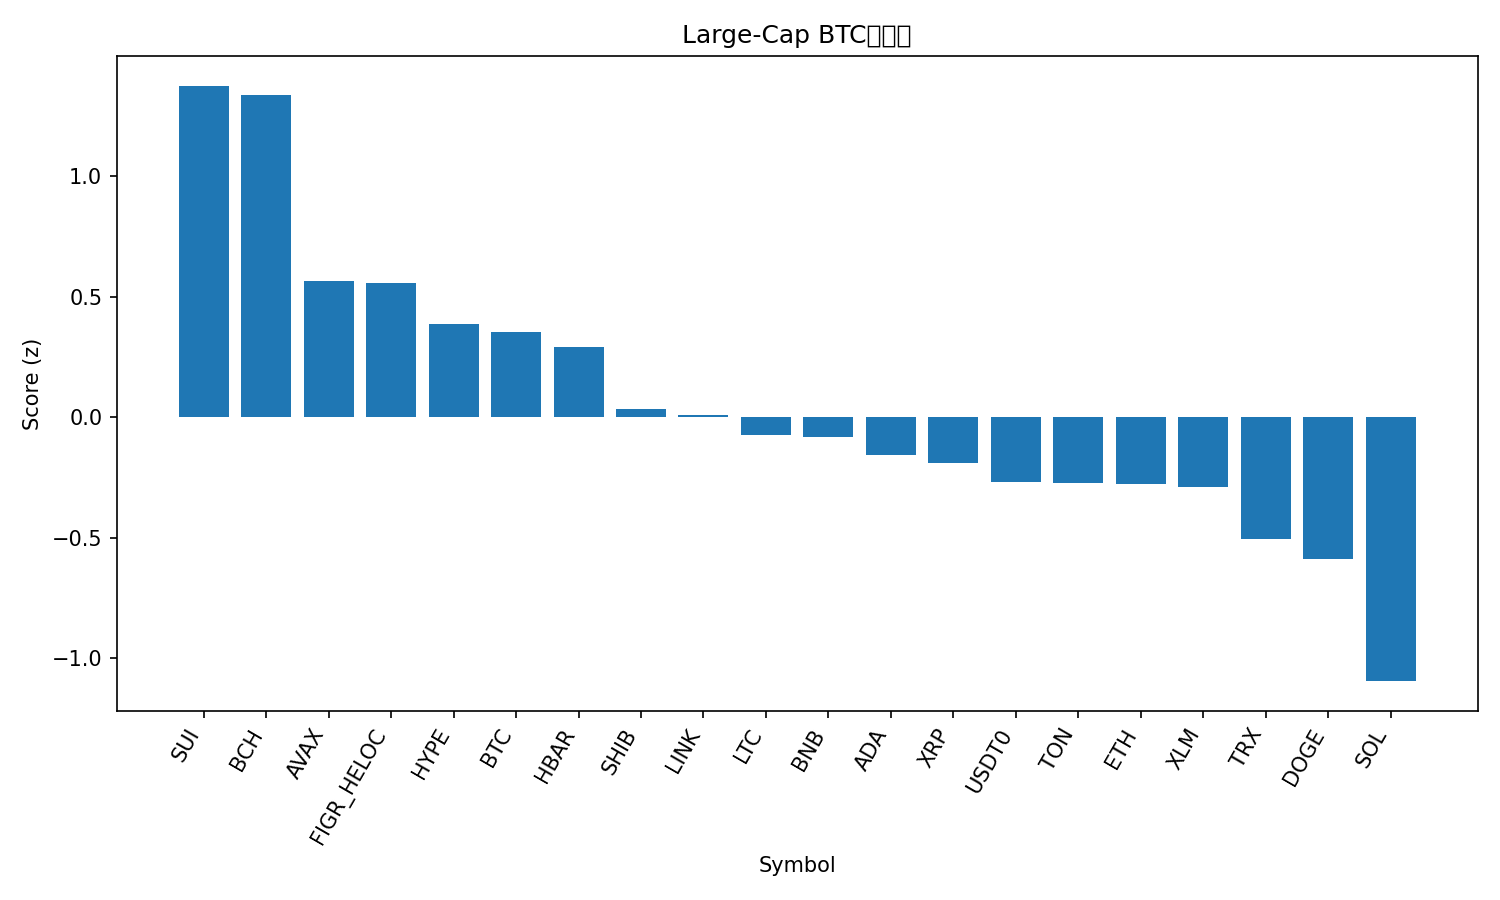 Large-Cap BTC
Score (z)
1.0
0.5
0.0
−0.5
−1.0
SUI
BCH
AVAX
FIGR_HELOC
HYPE
BTC
HBAR
SHIB
LINK
LTC
BNB
ADA
XRP
USDT0
TON
ETH
XLM
TRX
DOGE
SOL
Symbol